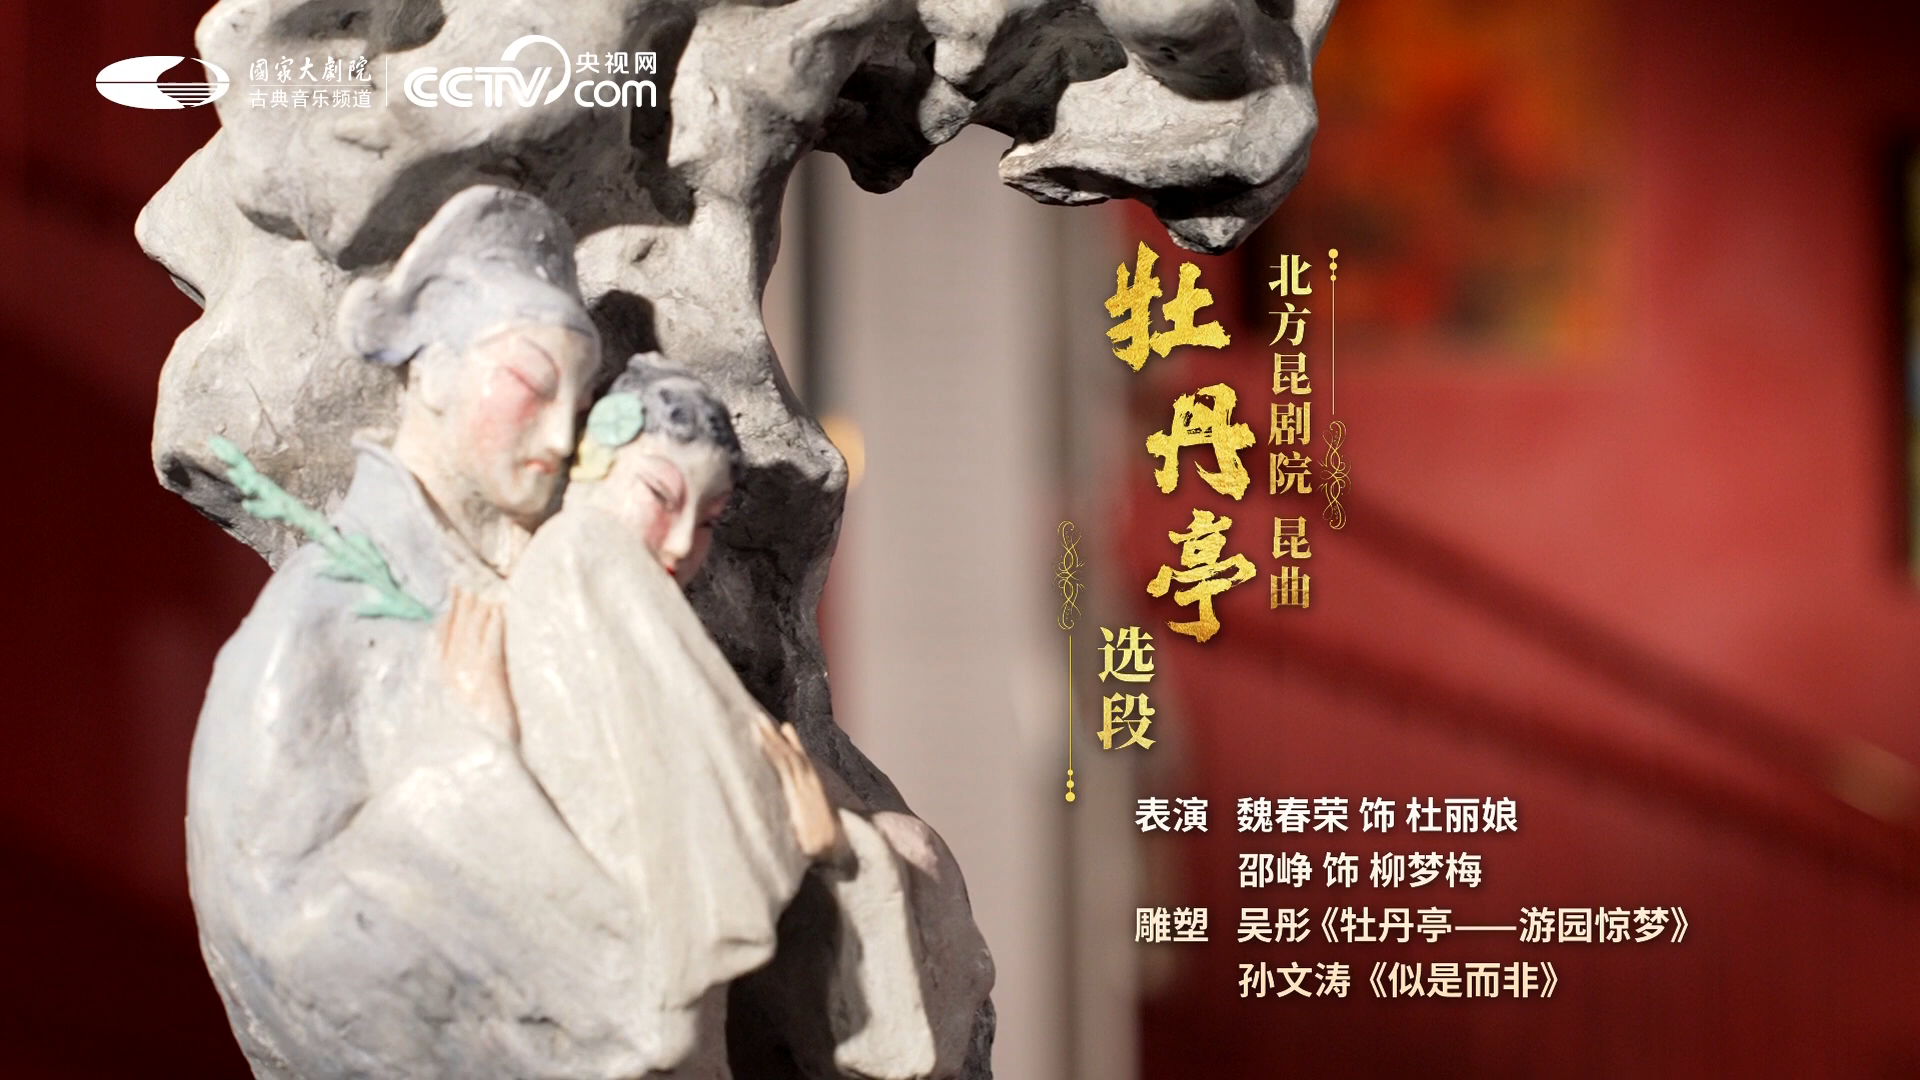 國家大劇院
古典音乐频道
CCTV.com
央视网
北方昆剧院 昆曲
牡丹亭
选段
表演 魏春荣 饰 杜丽娘
邵峥 饰 柳梦梅
雕塑 吴彤《牡丹亭——游园惊梦》
孙文涛《似是而非》